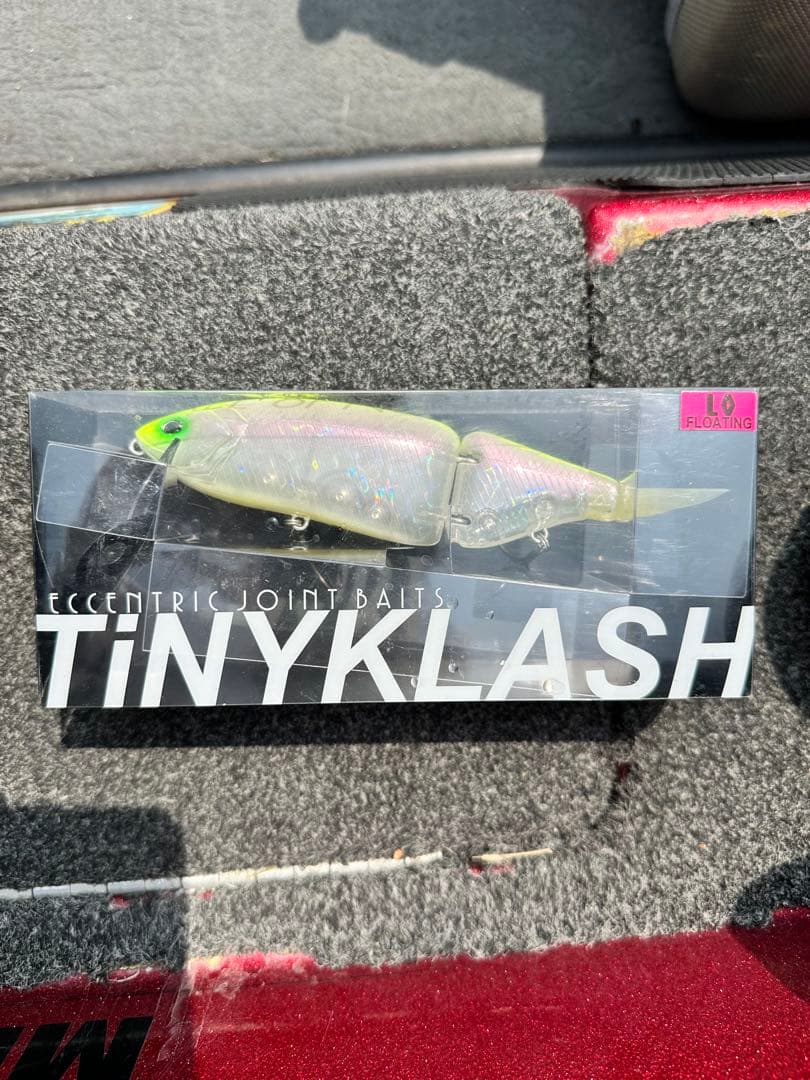 LO
FLOATING
ECCENTRIC JOINT BAITS
TiNYKLASH